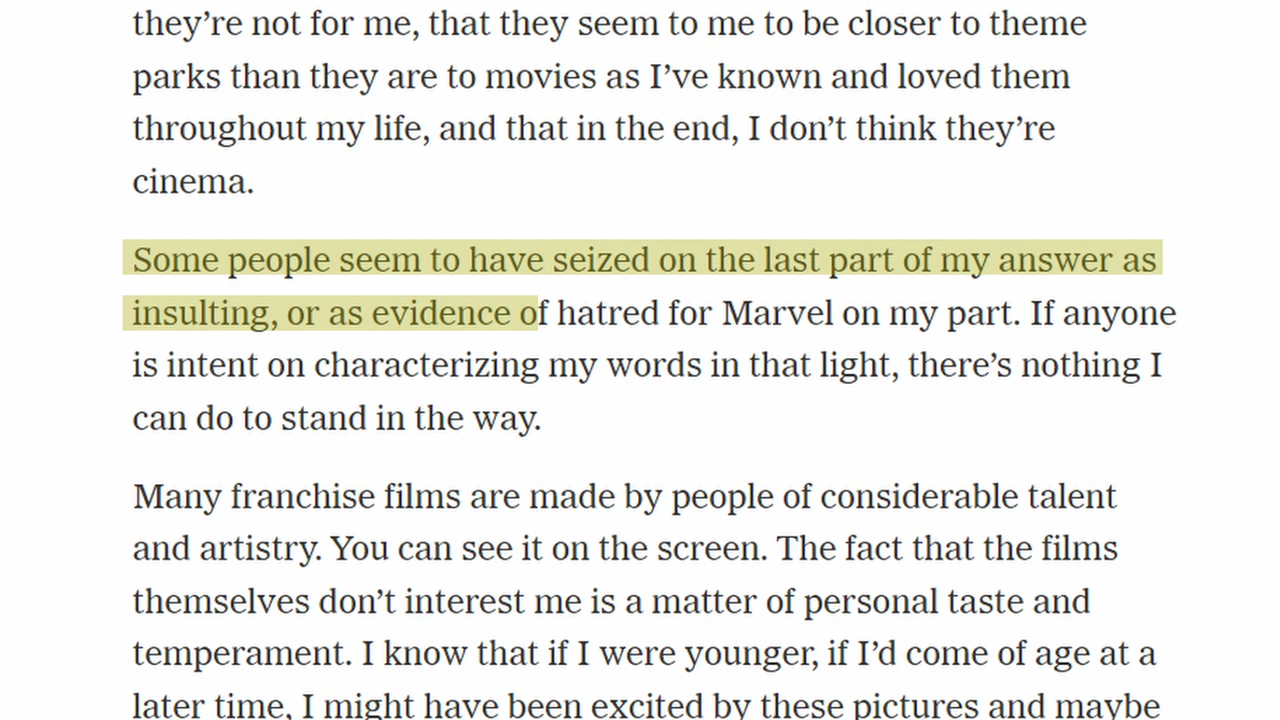 they’re not for me, that they seem to me to be closer to theme
parks than they are to movies as I’ve known and loved them
throughout my life, and that in the end, I don’t think they’re
cinema.
Some people seem to have seized on the last part of my answer as
insulting, or as evidence of hatred for Marvel on my part. If anyone
is intent on characterizing my words in that light, there’s nothing I
can do to stand in the way.
Many franchise films are made by people of considerable talent
and artistry. You can see it on the screen. The fact that the films
themselves don’t interest me is a matter of personal taste and
temperament. I know that if I were younger, if I’d come of age at a
later time, I might have been excited by these pictures and maybe